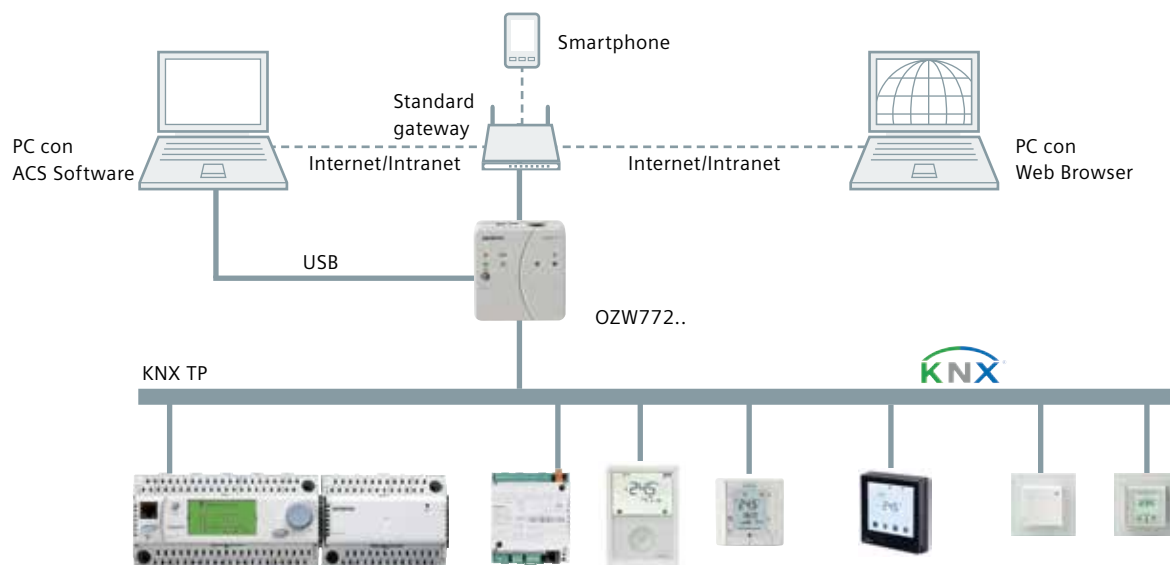 Smartphone
Standard
gateway
PC con
ACS Software
Internet/Intranet
Internet/Intranet
PC con
Web Browser
USB
OZW772..
KNX TP
KNX